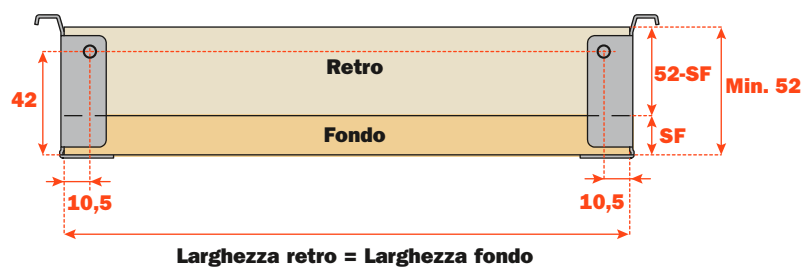 Retro
52-SF
Min. 52
42
Fondo
SF
10,5
10,5
Larghezza retro = Larghezza fondo